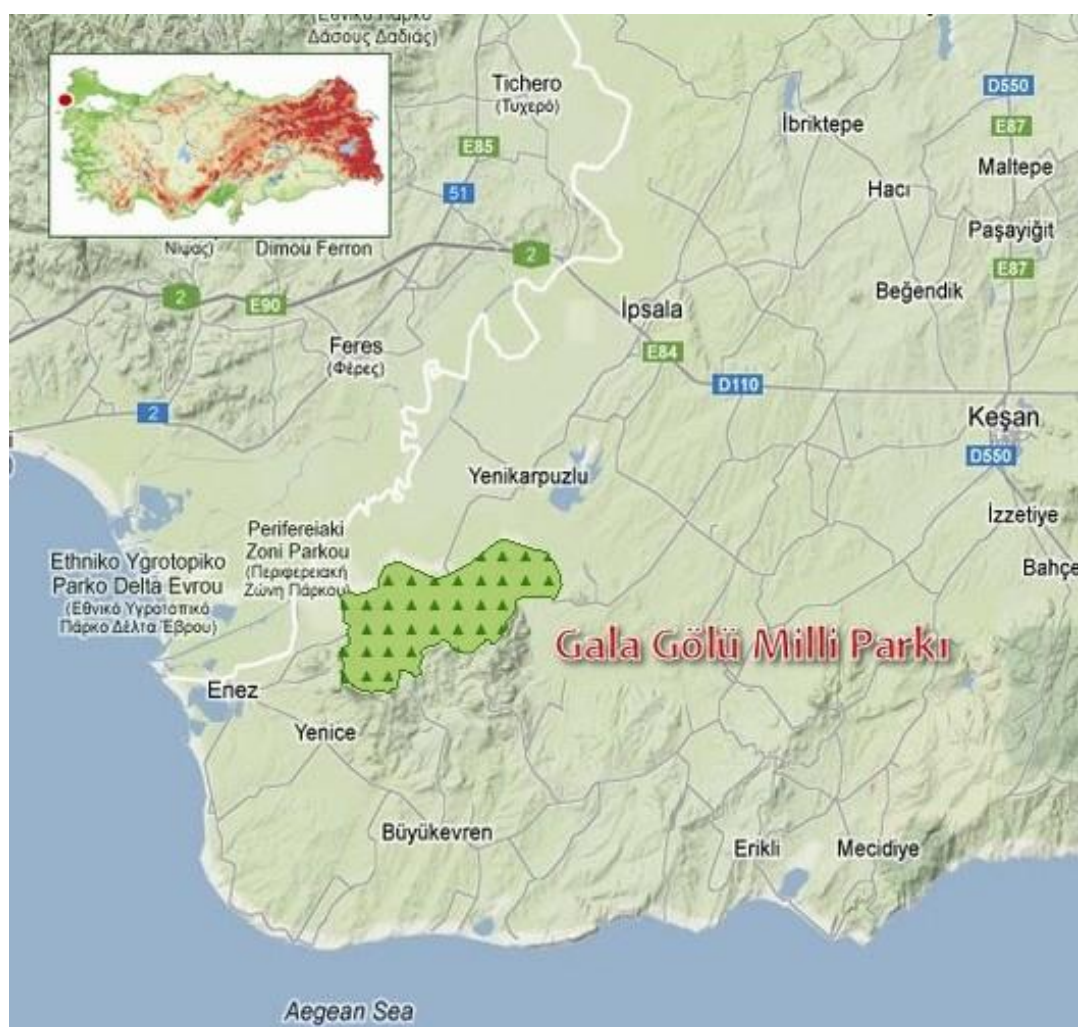 (Εθνικό Πάρκο
Δάσους Δαδιάς)
Tichero
(Τυχερό)
D550
İbriktepe
E87
E85
Maltepe
51
Hacı
Νίψας)
Dimou Ferron
2
Paşayiğit
E87
2
E90
Beğendik
İpsala
Feres
(Φέρες)
E84
D110
2
Keşan
D550
Yenikarpuzlu
İzzetiye
Perifereiaki
Zoni Parkou
(Περιφερειακή
Ζώνη Πάρκου)
Ethniko Ygrotopiko
Parko Delta Evrou
(Εθνικό Υγροτοπικό
Πάρκο Δέλτα Έβρου)
Bahçe
Gala Gölü Milli Parkı
Enez
Yenice
Büyükevren
Erikli
Mecidiye
Aegean Sea